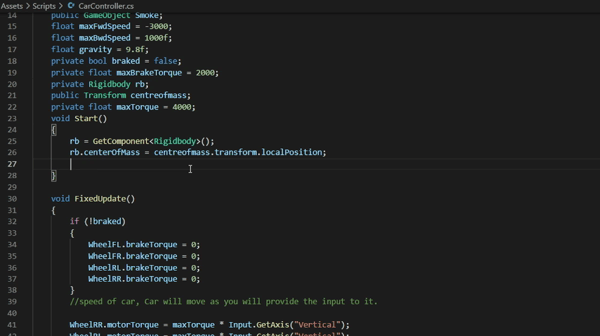 Assets > Scripts > CarController.cs
14 public GameObject Smoke;
15 float maxFwdSpeed = -3000;
16 float maxBwdSpeed = 1000f;
17 float gravity = 9.8f;
18 private bool braked = false;
19 private float maxBrakeTorque = 2000;
20 private Rigidbody rb;
21 public Transform centreofmass;
22 private float maxTorque = 4000;
23 void Start()
24 {
25 rb = GetComponent<Rigidbody>();
26 rb.centerOfMass = centreofmass.transform.localPosition;
27
28 }
29
30 void FixedUpdate()
31 {
32 if (!braked)
33 {
34 WheelFL.brakeTorque = 0;
35 WheelFR.brakeTorque = 0;
36 WheelRL.brakeTorque = 0;
37 WheelRR.brakeTorque = 0;
38 }
39 //speed of car, Car will move as you will provide the input to it.
40
41 WheelRR.motorTorque = maxTorque * Input.GetAxis("Vertical");